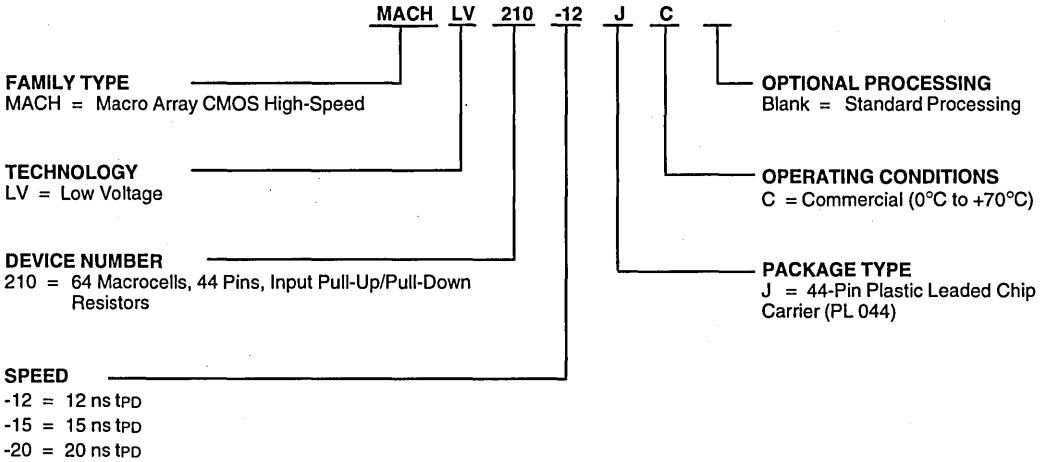 MACH LV 210 -12 J C
FAMILY TYPE
MACH = Macro Array CMOS High-Speed
TECHNOLOGY
LV = Low Voltage
DEVICE NUMBER
210 = 64 Macrocells, 44 Pins, Input Pull-Up/Pull-Down
Resistors
SPEED
-12 = 12 ns tPD
-15 = 15 ns tPD
-20 = 20 ns tPD
OPTIONAL PROCESSING
Blank = Standard Processing
OPERATING CONDITIONS
C = Commercial (0°C to +70°C)
PACKAGE TYPE
J = 44-Pin Plastic Leaded Chip
Carrier (PL 044)